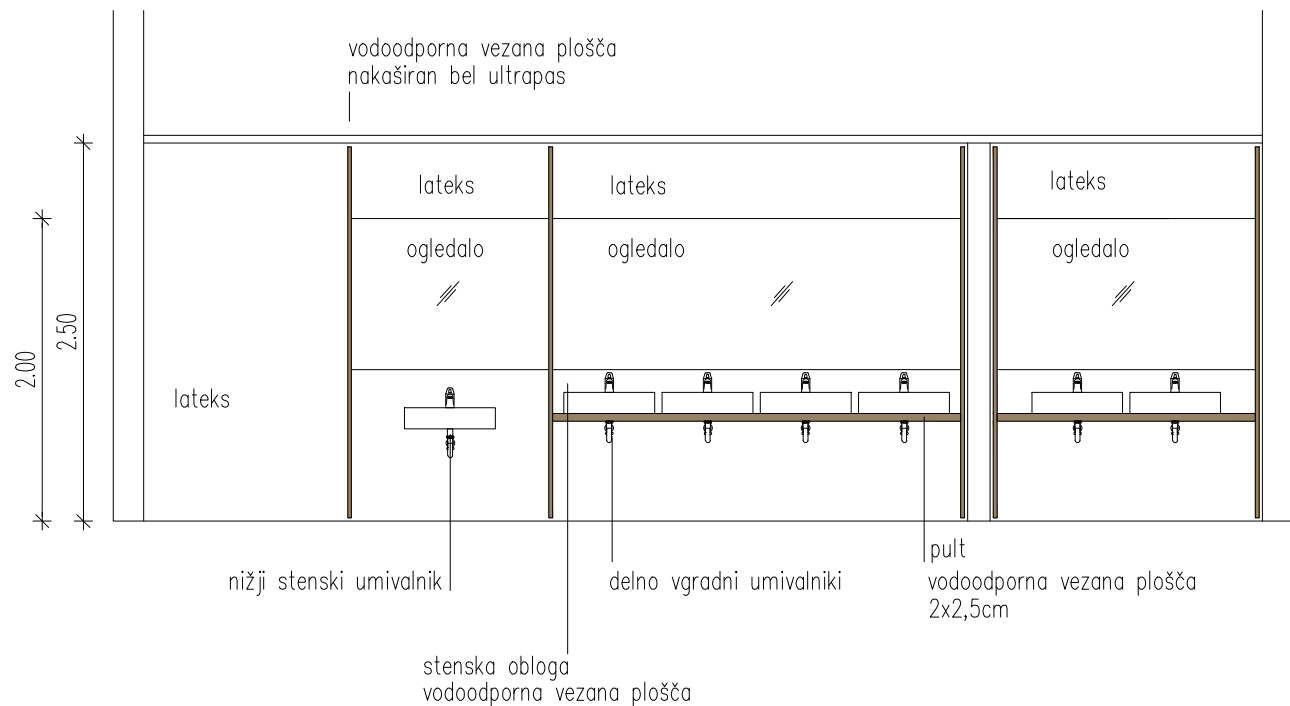 vodoodporna vezana plošča
nakaširan bel ultrapas
lateks
lateks
lateks
ogledalo
ogledalo
ogledalo
2.00
2.50
lateks
nižji stenski umivalnik
delno vgradni umivalniki
pult
vodoodporna vezana plošča
2x2,5cm
stenska obloga
vodoodporna vezana plošča